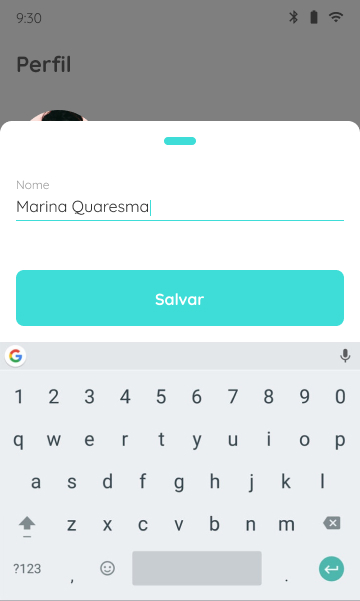 9:30
Perfil
Nome
Marina Quaresma
Salvar
1 2 3 4 5 6 7 8 9 0
q w e r t y u i o p
a s d f g h j k l
z x c v b n m
?123 , .